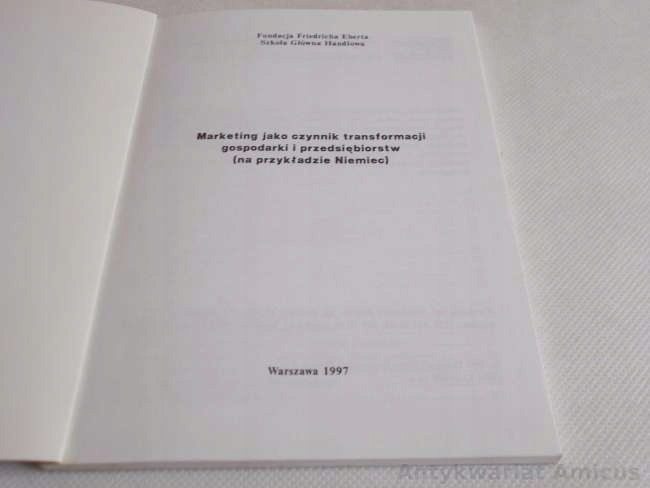 Fundacja Friedricha Eberta
Szkoła Główna Handlowa
Marketing jako czynnik transformacji
gospodarki i przedsiębiorstw
(na przykładzie Niemiec)
Warszawa 1997
Antykwariat Amicus